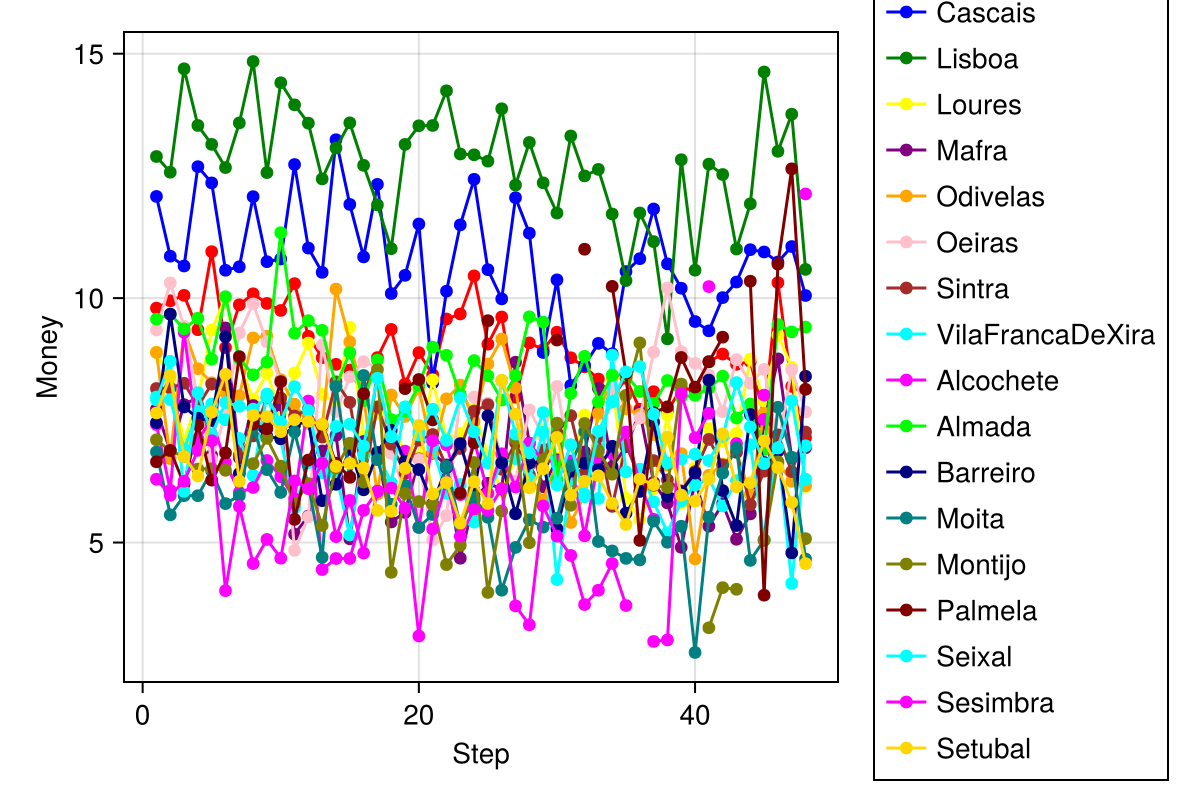 15
10
5
Money
0
20
40
Step
Cascais
Lisboa
Loures
Mafra
Odivelas
Oeiras
Sintra
VilaFrancaDeXira
Alcochete
Almada
Barreiro
Moita
Montijo
Palmela
Seixal
Sesimbra
Setubal